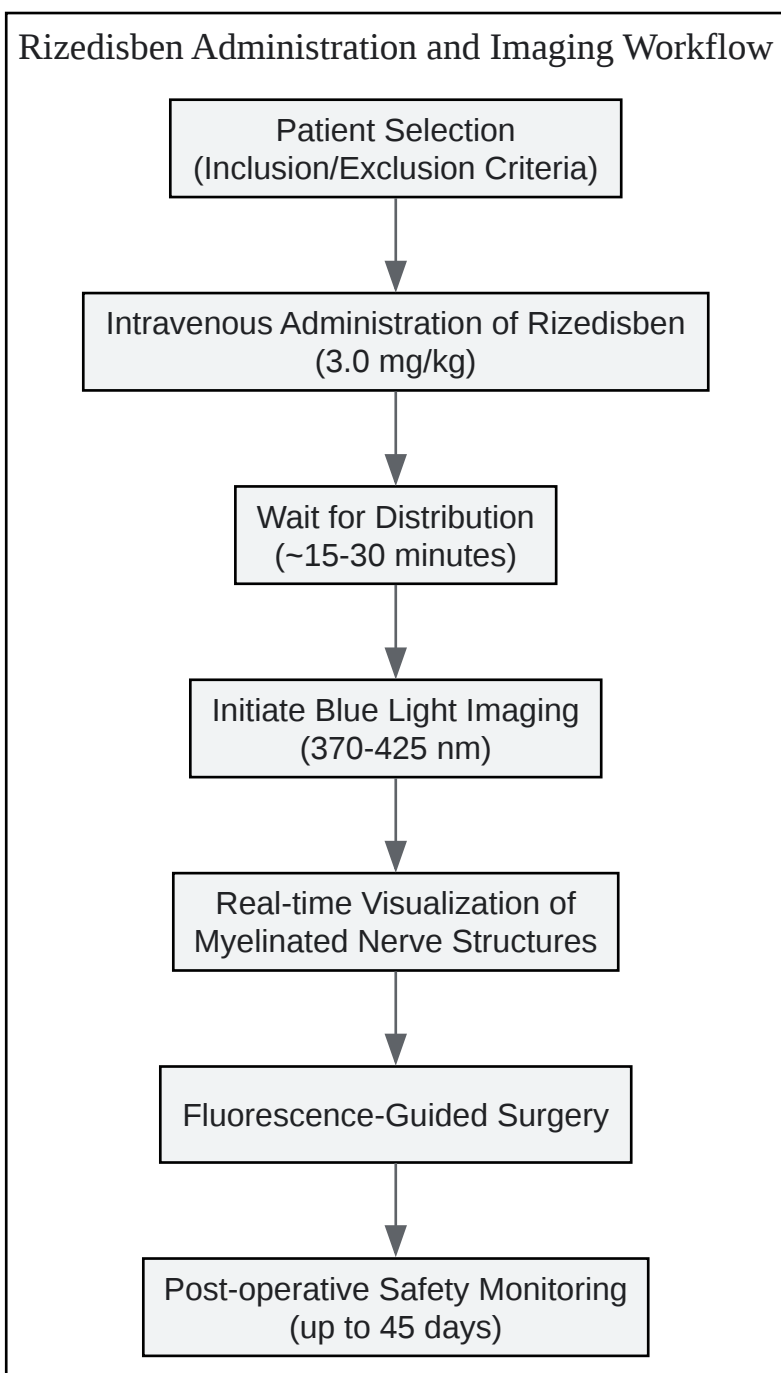 Rizedisben Administration and Imaging Workflow
Patient Selection
(Inclusion/Exclusion Criteria)
Intravenous Administration of Rizedisben
(3.0 mg/kg)
Wait for Distribution
(~15-30 minutes)
Initiate Blue Light Imaging
(370-425 nm)
Real-time Visualization of
Myelinated Nerve Structures
Fluorescence-Guided Surgery
Post-operative Safety Monitoring
(up to 45 days)